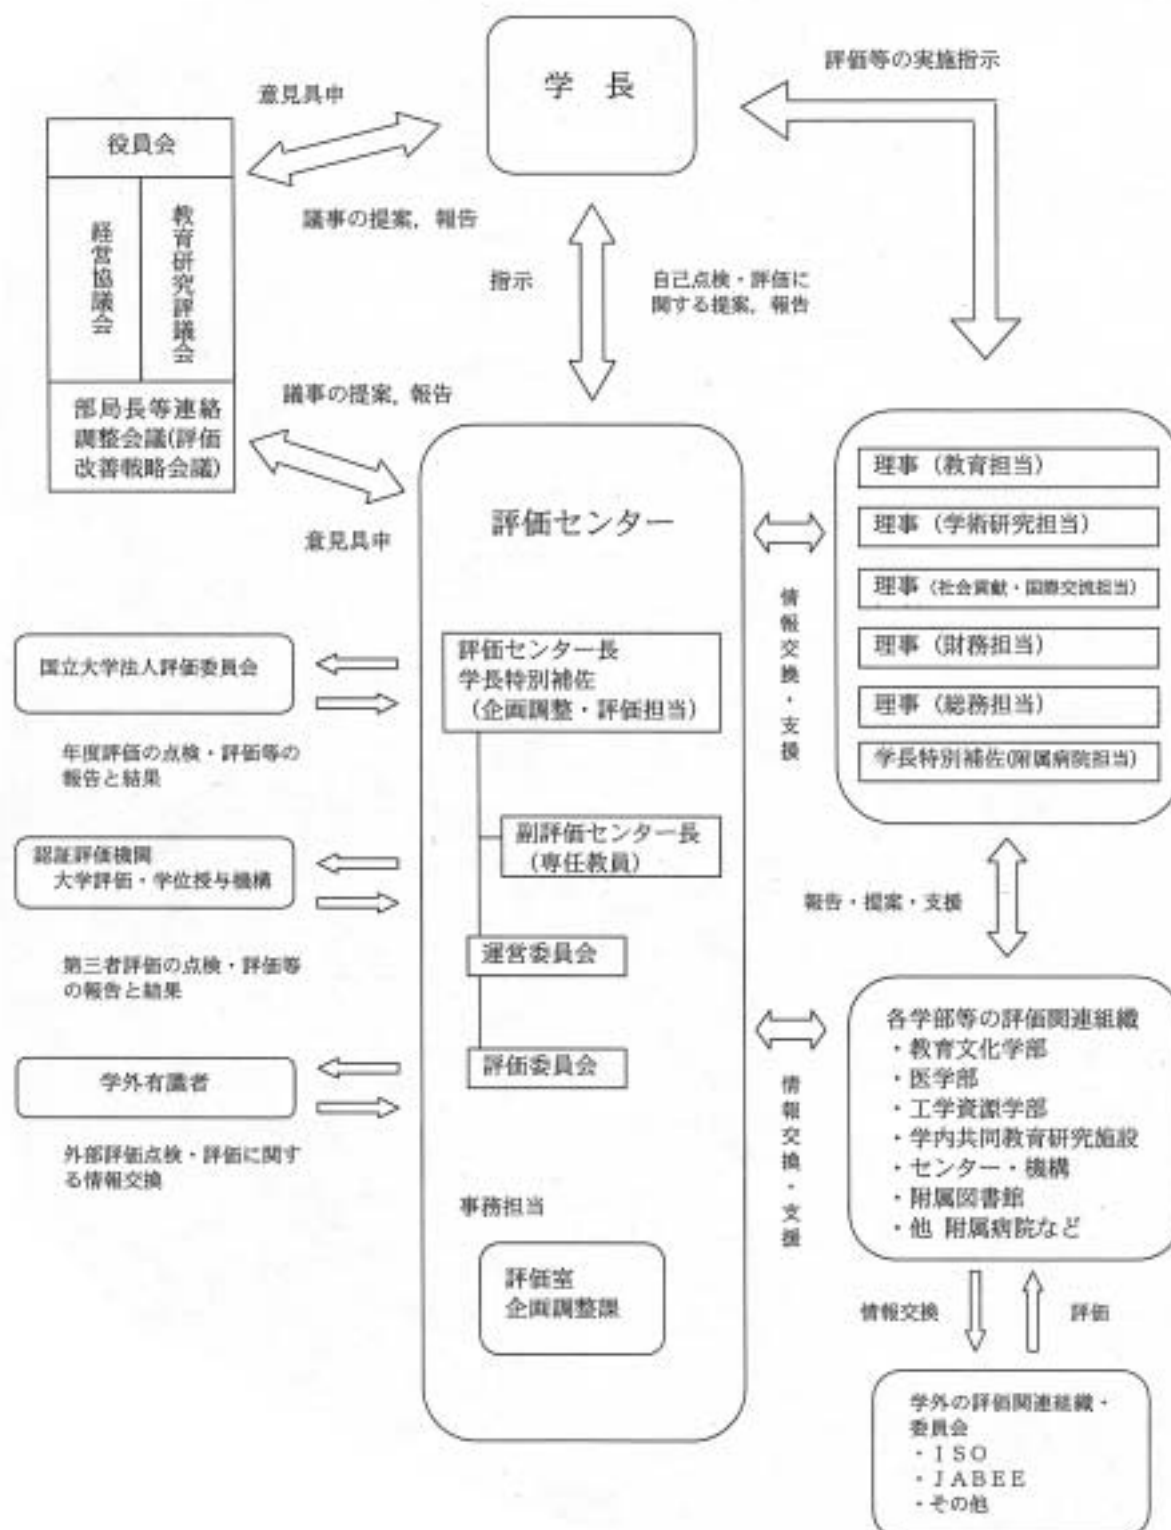 学 長
評価等の実施指示
意見具申
役員会
経営協議会
教育研究評議会
議事の提案，報告
指示
自己点検・評価に
関する提案，報告
部局長等連絡
調整会議(評価
改善戦略会議)
議事の提案，報告
意見具申
評価センター
理事（教育担当）
理事（学術研究担当）
理事（社会貢献・国際交流担当）
理事（財務担当）
理事（総務担当）
学長特別補佐(附属病院担当)
情報交換・支援
国立大学法人評価委員会
年度評価の点検・評価等の
報告と結果
評価センター長
学長特別補佐
（企画調整・評価担当）
副評価センター長
（専任教員）
認証評価機関
大学評価・学位授与機構
第三者評価の点検・評価等
の報告と結果
運営委員会
評価委員会
報告・提案・支援
各学部等の評価関連組織
・教育文化学部
・医学部
・工学資源学部
・学内共同教育研究施設
・センター・機構
・附属図書館
・他 附属病院など
情報交換・支援
学外有識者
外部評価点検・評価に関す
る情報交換
事務担当
評価室
企画調整課
情報交換
評価
学外の評価関連組織・
委員会
・ＩＳＯ
・ＪＡＢＥＥ
・その他